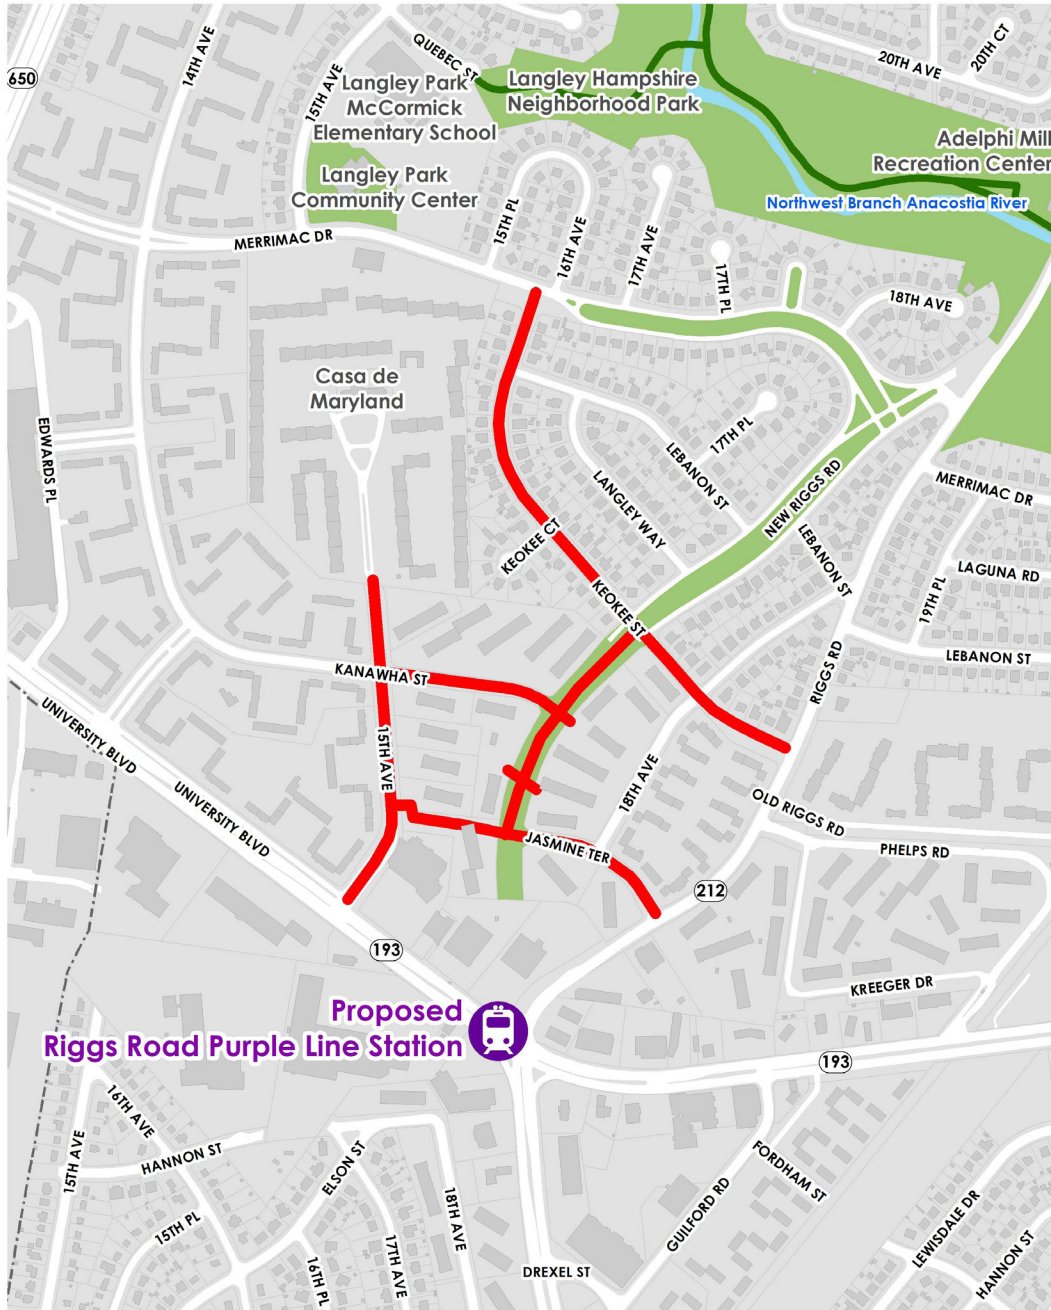 650
14TH AVE
15TH AVE
QUEBEC ST
Langley Park
McCormick
Elementary School
Langley Hampshire
Neighborhood Park
20TH AVE
20TH CT
Adelphi Mill
Recreation Center
Langley Park
Community Center
Northwest Branch Anacostia River
MERRIMAC DR
15TH PL
16TH AVE
17TH AVE
17TH PL
18TH AVE
Casa de
Maryland
EDWARDS PL
17TH PL
LEBANON ST
LANGLEY WAY
NEW RIGGS RD
MERRIMAC DR
KEOKEE CT
LEBANON ST
LAGUNA RD
19TH PL
KEOKEE ST
LEBANON ST
RIGGS RD
KANAWHA ST
UNIVERSITY BLVD
15TH AVE
18TH AVE
UNIVERSITY BLVD
OLD RIGGS RD
JASMINE TER
PHELPS RD
212
193
KREEGER DR
Proposed
Riggs Road Purple Line Station
193
16TH AVE
15TH AVE
HANNON ST
ELSON ST
FORDHAM ST
15TH PL
18TH AVE
GUILFORD RD
LEWISDALE DR
17TH AVE
16TH PL
HANNON ST
DREXEL ST